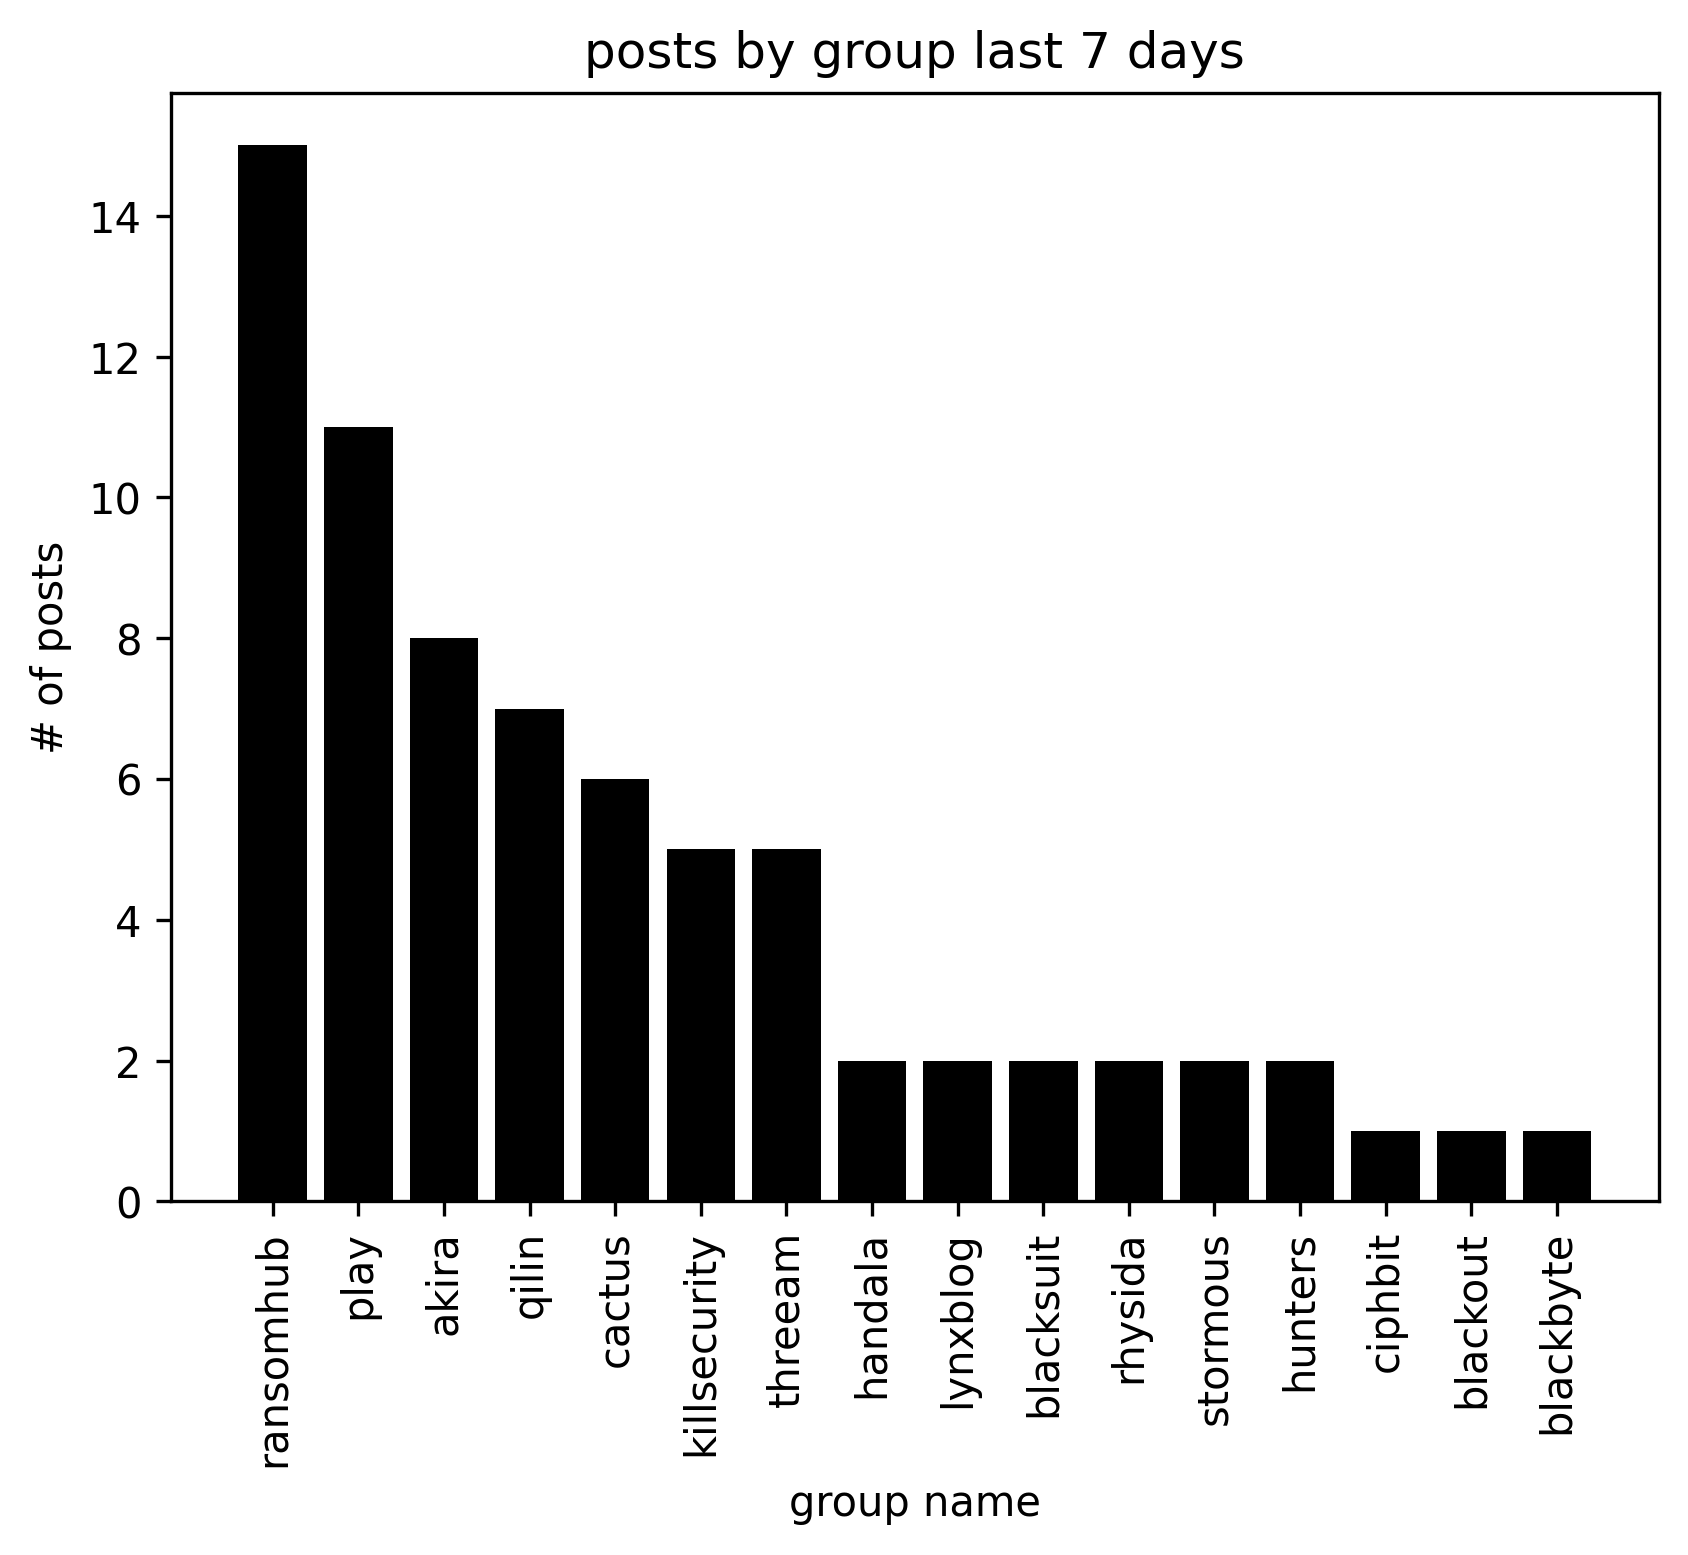 posts by group last 7 days
14
12
10
8
6
4
2
0
# of posts
ransomhub
play
akira
qilin
cactus
killsecurity
threeam
handala
lynxblog
blacksuit
rhysida
stormous
hunters
ciphbit
blackout
blackbyte
group name